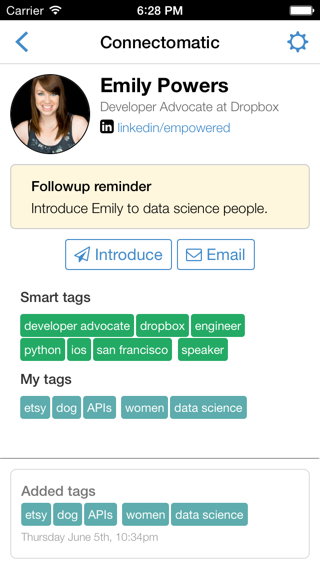 Carrier 6:28 PM
Connectomatic
Emily Powers
Developer Advocate at Dropbox
in linkedin/empowered
Followup reminder
Introduce Emily to data science people.
Introduce Email
Smart tags
developer advocate dropbox engineer
python ios san francisco speaker
My tags
etsy dog APIs women data science
Added tags
etsy dog APIs women data science
Thursday June 5th, 10:34pm